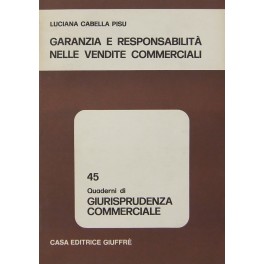 LUCIANA CABELLA PISU
GARANZIA E RESPONSABILITÀ
NELLE VENDITE COMMERCIALI
45
Quaderni di
GIURISPRUDENZA
COMMERCIALE
CASA EDITRICE GIUFFRÈ